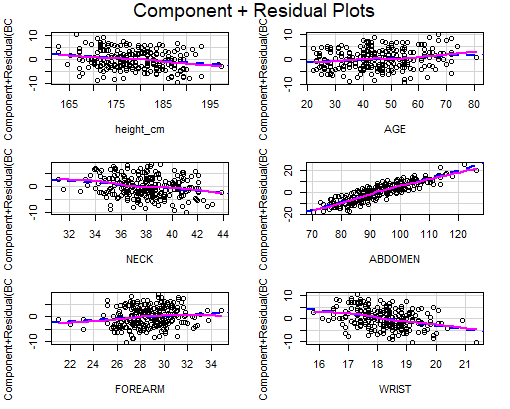 Component + Residual Plots
Component+Residual(BC
10
0
-10
165 175 185 195
height_cm
Component+Residual(BC
10
0
-10
20 30 40 50 60 70 80
AGE
Component+Residual(BC
0
-10
32 34 36 38 40 42 44
NECK
Component+Residual(BC
20
0
-20
70 80 90 100 110 120
ABDOMEN
Component+Residual(BC
0
-10
22 24 26 28 30 32 34
FOREARM
Component+Residual(BC
10
0
-10
16 17 18 19 20 21
WRIST